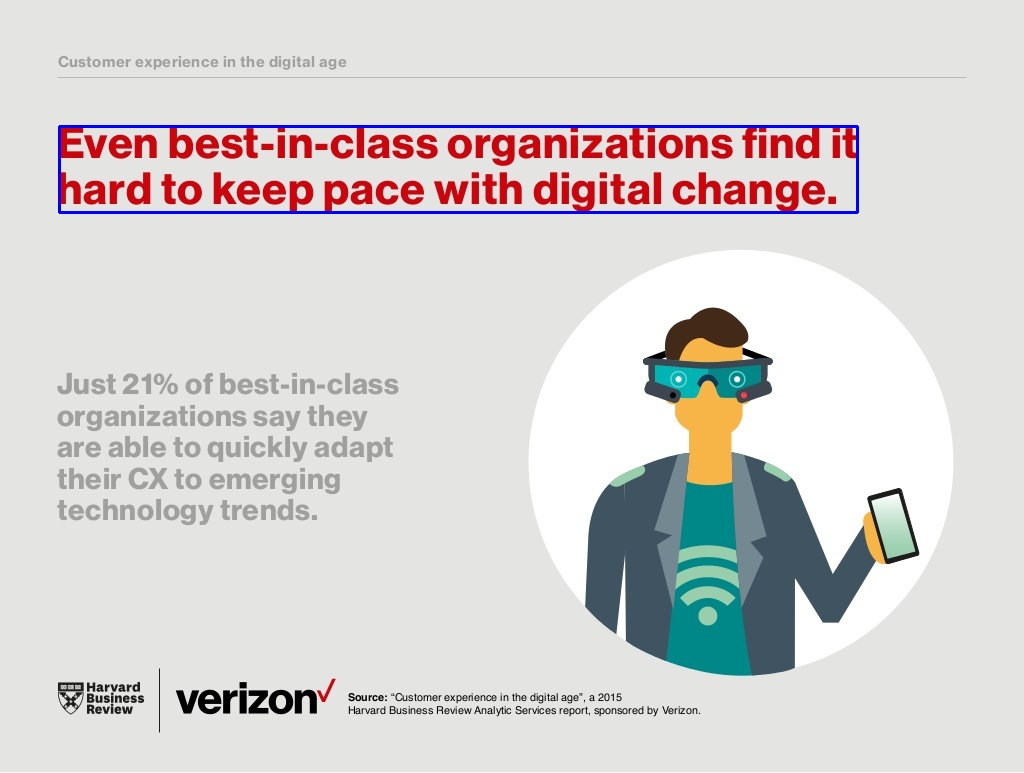 Customer experience in the digital age
Even best-in-class organizations find it
hard to keep pace with digital change.
Just 21% of best-in-class
organizations say they
are able to quickly adapt
their CX to emerging
technology trends.
Harvard
Business
Review
verizon✓
Source: “Customer experience in the digital age”, a 2015
Harvard Business Review Analytic Services report, sponsored by Verizon.